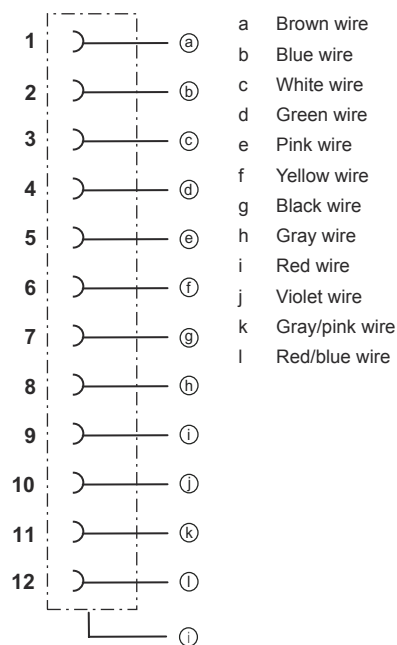 1 ⓐ
2 ⓑ
3 ⓒ
4 ⓓ
5 ⓔ
6 ⓕ
7 ⓖ
8 ⓗ
9 ⓘ
10 ⓙ
11 ⓚ
12 ⓛ
ⓘ
a Brown wire
b Blue wire
c White wire
d Green wire
e Pink wire
f Yellow wire
g Black wire
h Gray wire
i Red wire
j Violet wire
k Gray/pink wire
l Red/blue wire